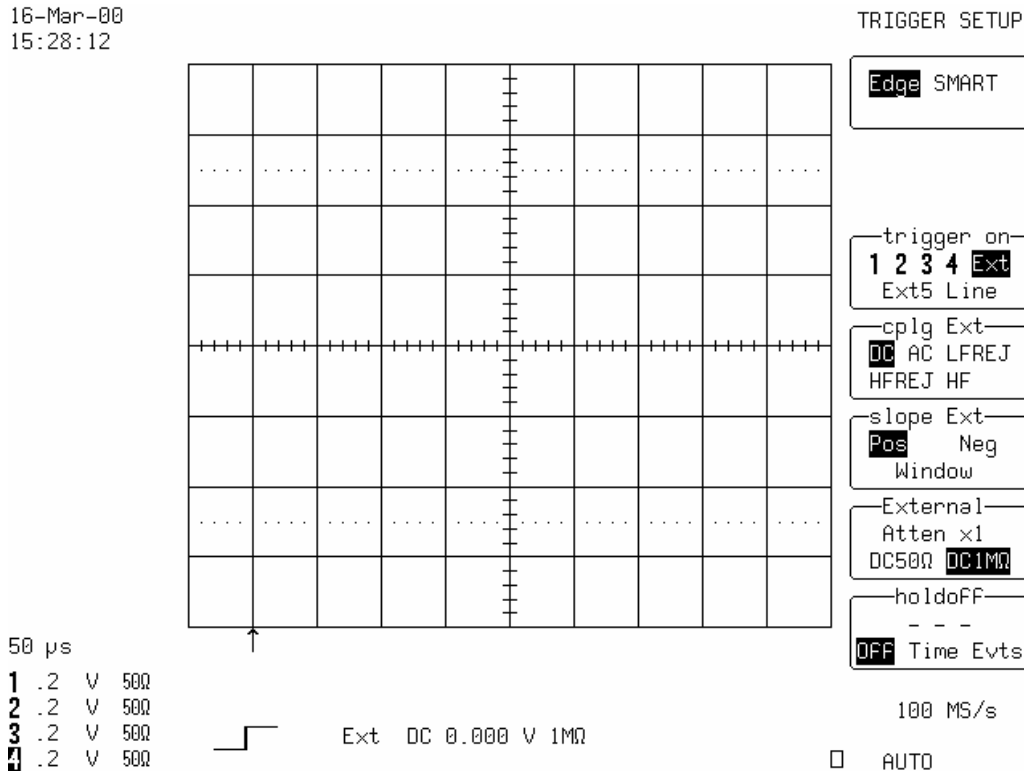 16-Mar-00
15:28:12
TRIGGER SETUP
Edge SMART
trigger on
1 2 3 4 Ext
Ext5 Line
cplg Ext
DC AC LFREJ
HFREJ HF
slope Ext
Pos Neg
Window
External
Atten x1
DC50Ω DC1MΩ
holdoff
- - -
OFF Time Evts
50 µs
1 .2 V 50Ω
2 .2 V 50Ω
3 .2 V 50Ω
4 .2 V 50Ω
Ext DC 0.000 V 1MΩ
100 MS/s
AUTO